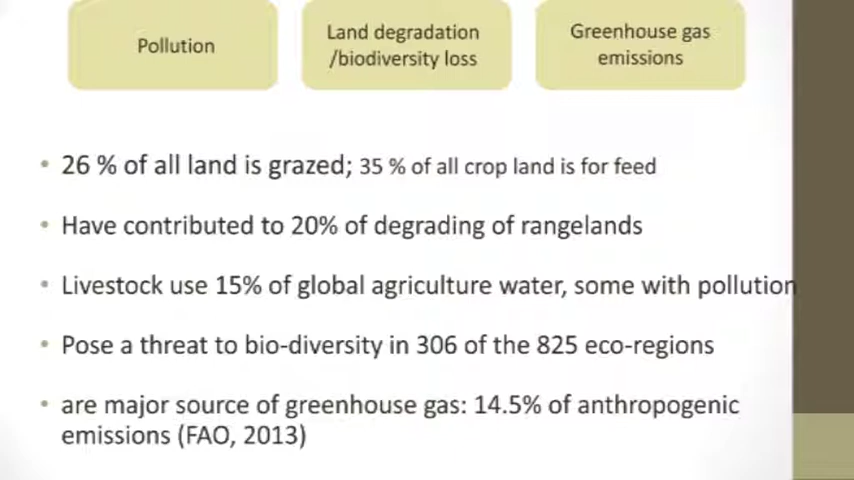 Pollution
Land degradation
/biodiversity loss
Greenhouse gas
emissions
• 26 % of all land is grazed; 35 % of all crop land is for feed
• Have contributed to 20% of degrading of rangelands
• Livestock use 15% of global agriculture water, some with pollution
• Pose a threat to bio-diversity in 306 of the 825 eco-regions
• are major source of greenhouse gas: 14.5% of anthropogenic
emissions (FAO, 2013)